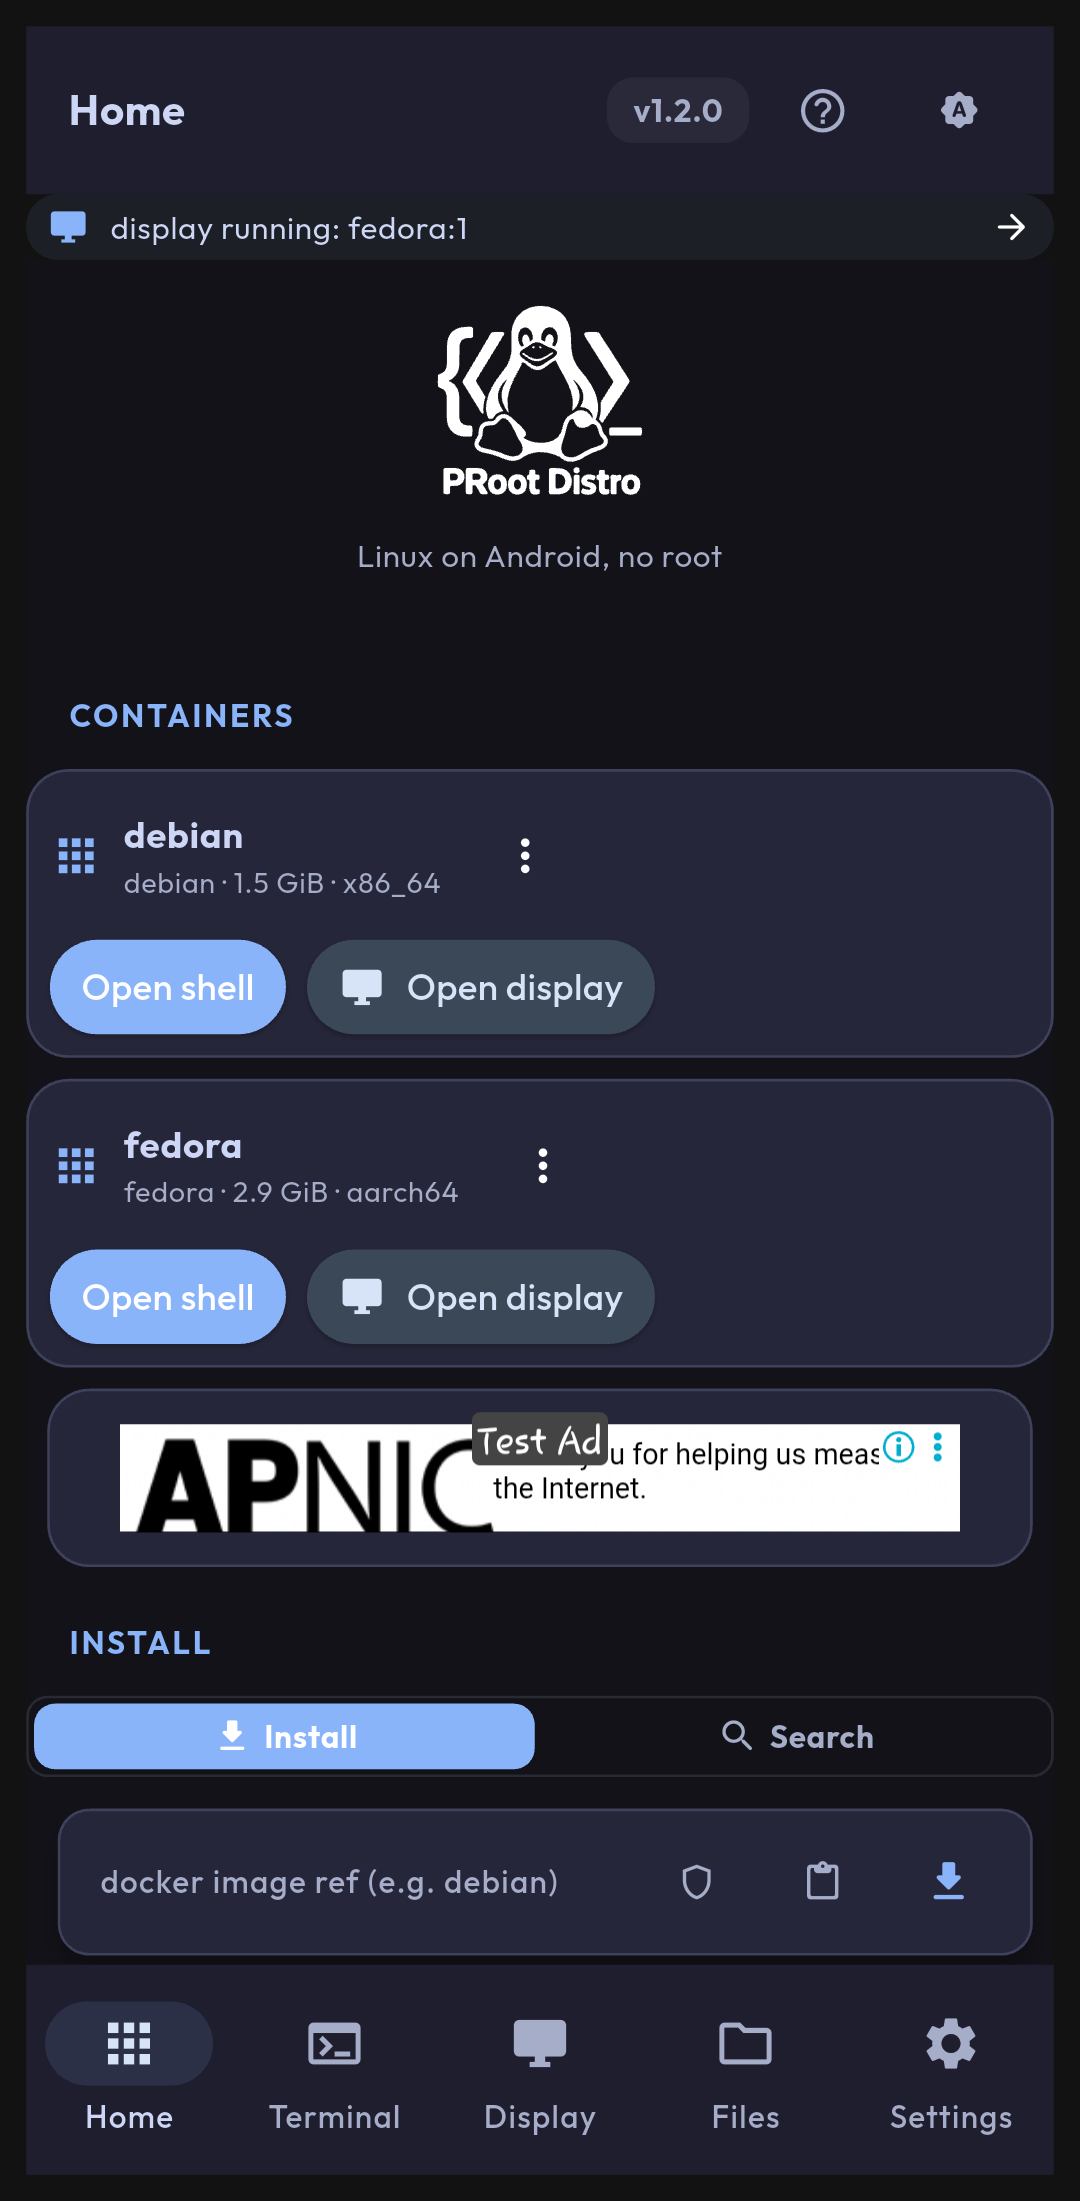 Home
v1.2.0
display running: fedora:1
PRoot Distro
Linux on Android, no root
CONTAINERS
debian
debian · 1.5 GiB · x86_64
Open shell
Open display
fedora
fedora · 2.9 GiB · aarch64
Open shell
Open display
Test Ad
APNIC
u for helping us meas
the Internet.
INSTALL
Install
Search
docker image ref (e.g. debian)
Home
Terminal
Display
Files
Settings